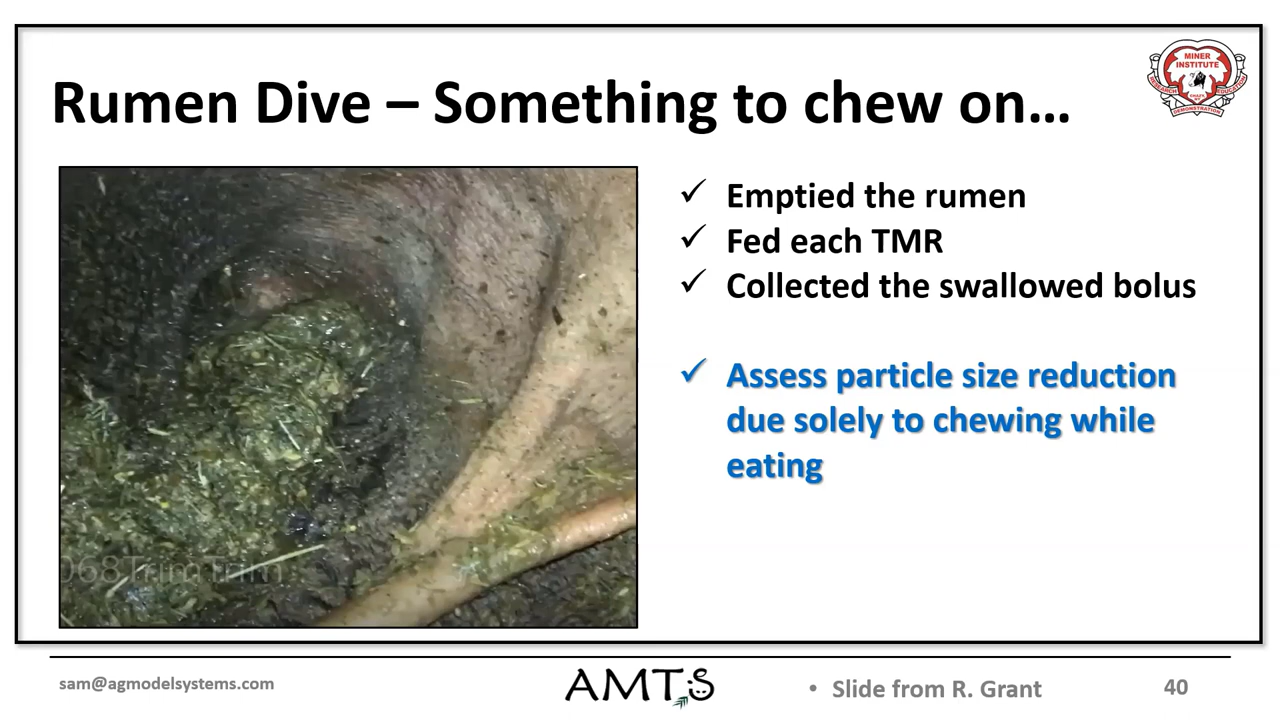 Rumen Dive – Something to chew on...
MINER
INSTITUTE
✓ Emptied the rumen
✓ Fed each TMR
✓ Collected the swallowed bolus
✓ Assess particle size reduction
due solely to chewing while
eating
068TrimTrim
sam@agmodelsystems.com
AMTS
• Slide from R. Grant
40